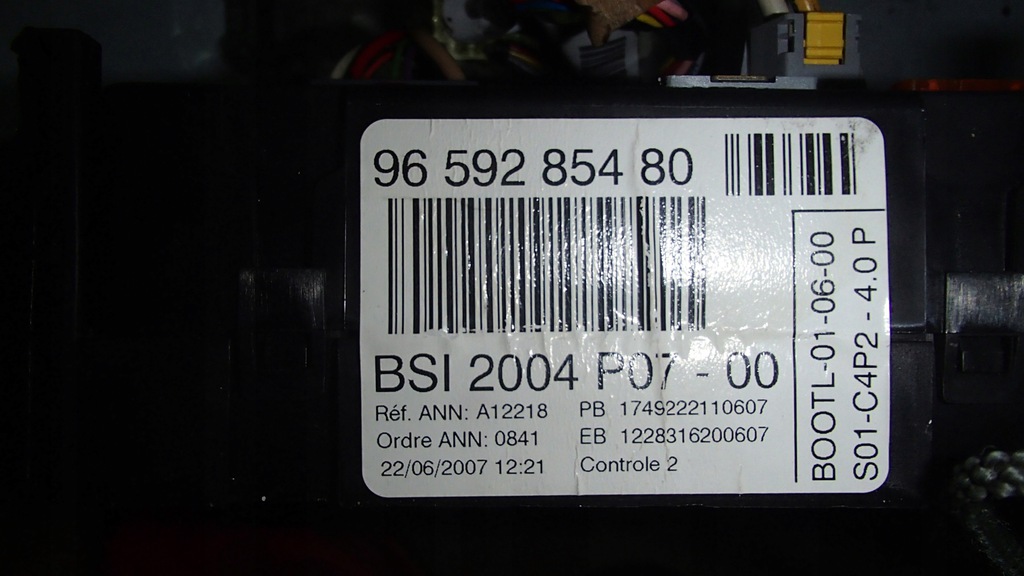 96 592 854 80
BSI 2004 P07 - 00
Réf. ANN: A12218 PB 1749222110607
Ordre ANN: 0841 EB 1228316200607
22/06/2007 12:21 Controle 2
BOOTL-01-06-00
S01-C4P2 - 4.0 P